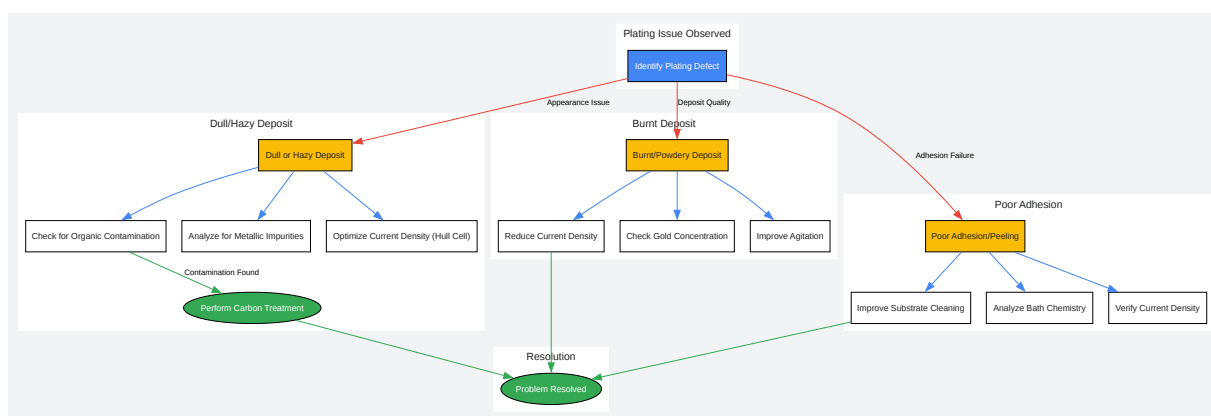 Plating Issue Observed
Identify Plating Defect
Appearance Issue
Deposit Quality
Adhesion Failure
Dull/Hazy Deposit
Dull or Hazy Deposit
Check for Organic Contamination
Analyze for Metallic Impurities
Optimize Current Density (Hull Cell)
Contamination Found
Perform Carbon Treatment
Burnt Deposit
Burnt/Powdery Deposit
Reduce Current Density
Check Gold Concentration
Improve Agitation
Poor Adhesion
Poor Adhesion/Peeling
Improve Substrate Cleaning
Analyze Bath Chemistry
Verify Current Density
Resolution
Problem Resolved